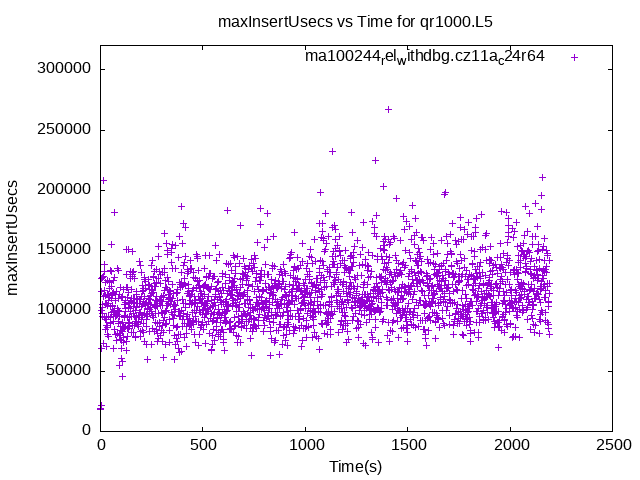 maxInsertUsecs vs Time for qr1000.L5
ma100244relwithdbg.cz11ac24r64
300000
250000
200000
150000
100000
50000
0
maxInsertUsecs
0 500 1000 1500 2000 2500
Time(s)